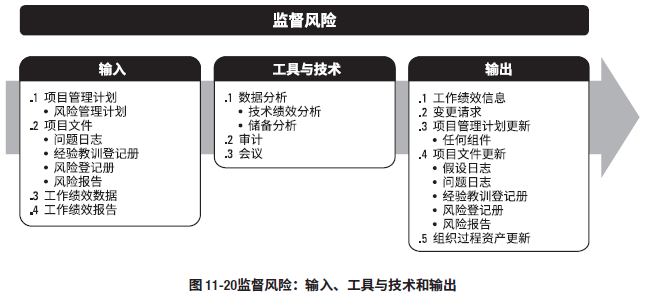 监督风险
输入
.1 项目管理计划
• 风险管理计划
.2 项目文件
• 问题日志
• 经验教训登记册
• 风险登记册
• 风险报告
.3 工作绩效数据
.4 工作绩效报告
工具与技术
.1 数据分析
• 技术绩效分析
• 储备分析
.2 审计
.3 会议
输出
.1 工作绩效信息
.2 变更请求
.3 项目管理计划更新
• 任何组件
.4 项目文件更新
• 假设日志
• 问题日志
• 经验教训登记册
• 风险登记册
• 风险报告
.5 组织过程资产更新
图 11-20监督风险：输入、工具与技术和输出